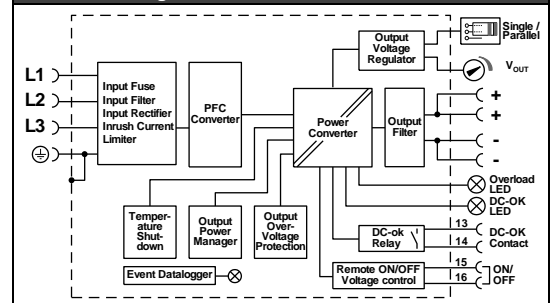 Single /
Parallel
Output
Voltage
Regulator
VOUT
L1
L2
L3
Input Fuse
Input Filter
Input Rectifier
Inrush Current
Limiter
PFC
Converter
Power
Converter
Output
Filter
+
+
-
-
Overload
LED
DC-OK
LED
Temper-
ature
Shut-
down
Output
Power
Manager
Output
Over-
Voltage
Protection
DC-ok
Relay
13
14
DC-OK
Contact
Event Datalogger
Remote ON/OFF
Voltage control
15
16
ON/
OFF